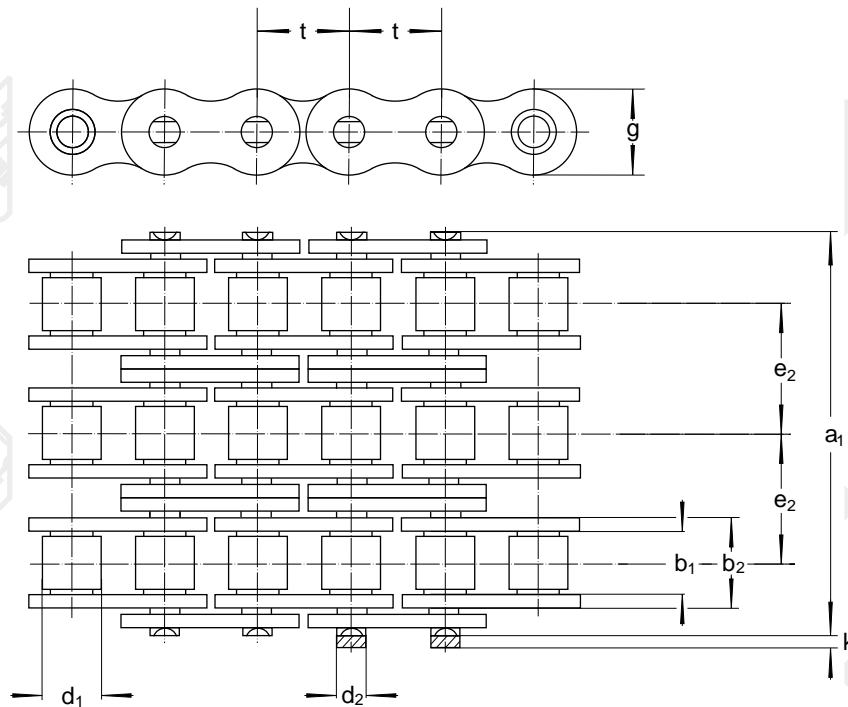 t t
g
e₂
a₁
e₂
b₁ b₂
k
d₁ d₂